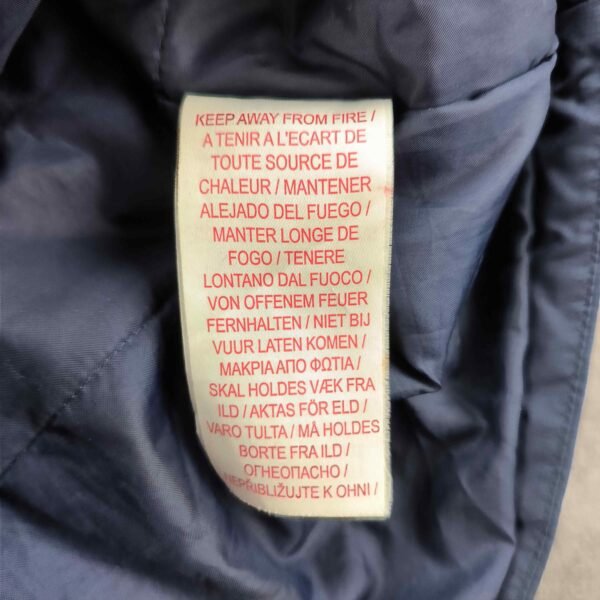 KEEP AWAY FROM FIRE /
A TENIR A L'ECART DE
TOUTE SOURCE DE
CHALEUR / MANTENER
ALEJADO DEL FUEGO /
MANTER LONGE DE
FOGO / TENERE
LONTANO DAL FUOCO /
VON OFFENEM FEUER
FERNHALTEN / NIET BIJ
VUUR LATEN KOMEN /
ΜΑΚΡΙΑ ΑΠΟ ΦΩΤΙΑ /
SKAL HOLDES VÆK FRA
ILD / AKTAS FÖR ELD /
VARO TULTA / MÅ HOLDES
BORTE FRA ILD /
ОГНЕОПАСНО /
NEPŘIBLIŽUJTE K OHNI /